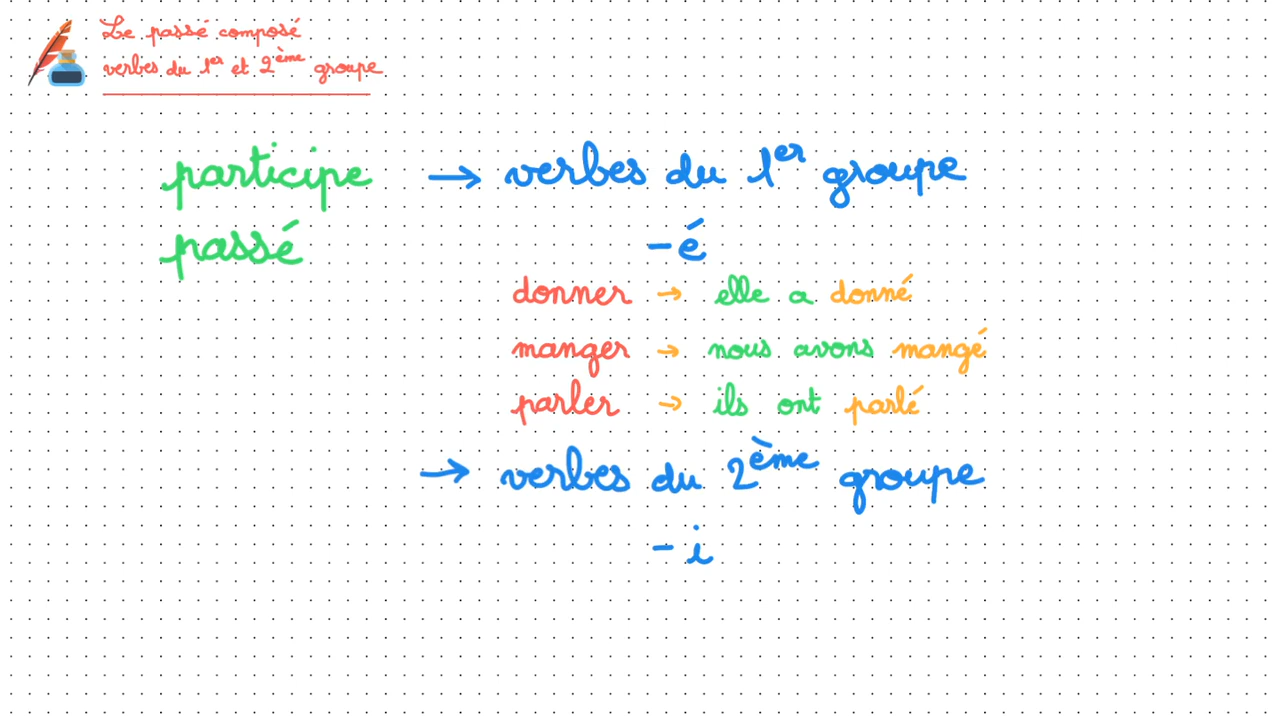 Le passé composé
verbes du 1er et 2ème groupe
participe → verbes du 1er groupe
passé
-é
donner → elle a donné
manger → nous avons mangé
parler → ils ont parlé
→ verbes du 2ème groupe
-i